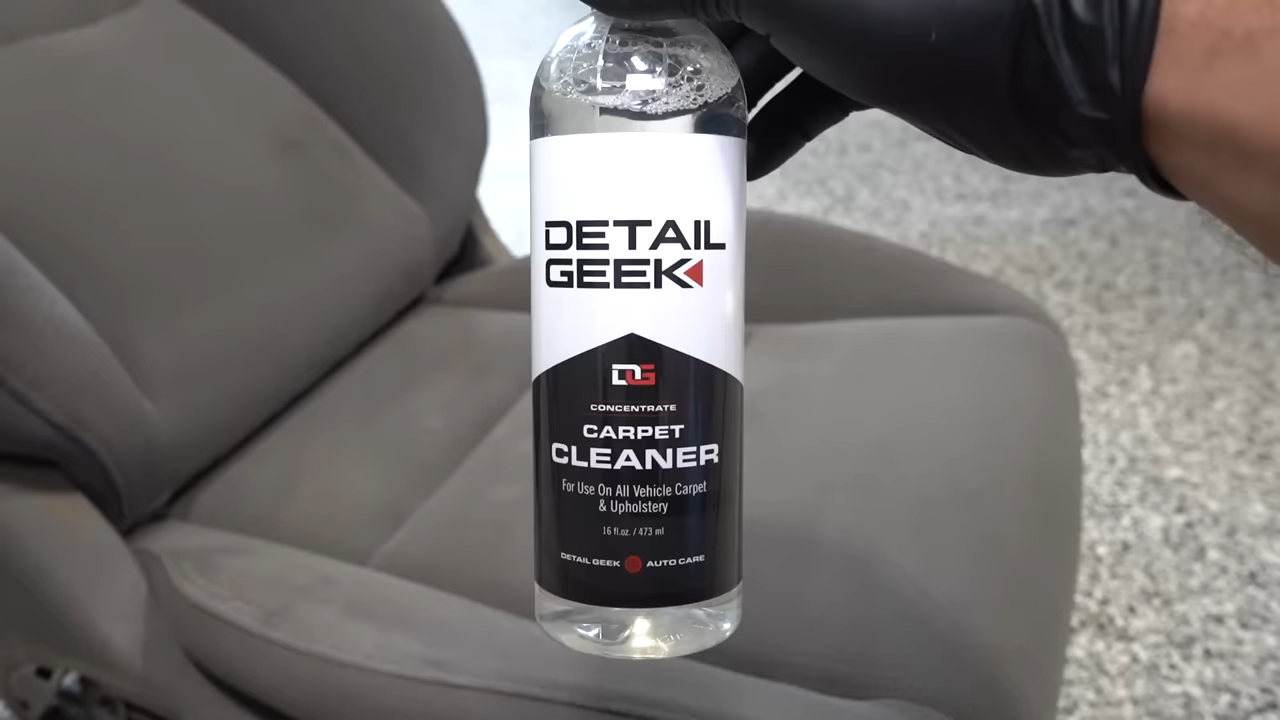 DETAIL
GEEK
DG
CONCENTRATE
CARPET
CLEANER
For Use On All Vehicle Carpet
& Upholstery
16 fl.oz. / 473 ml
DETAIL GEEK AUTO CARE